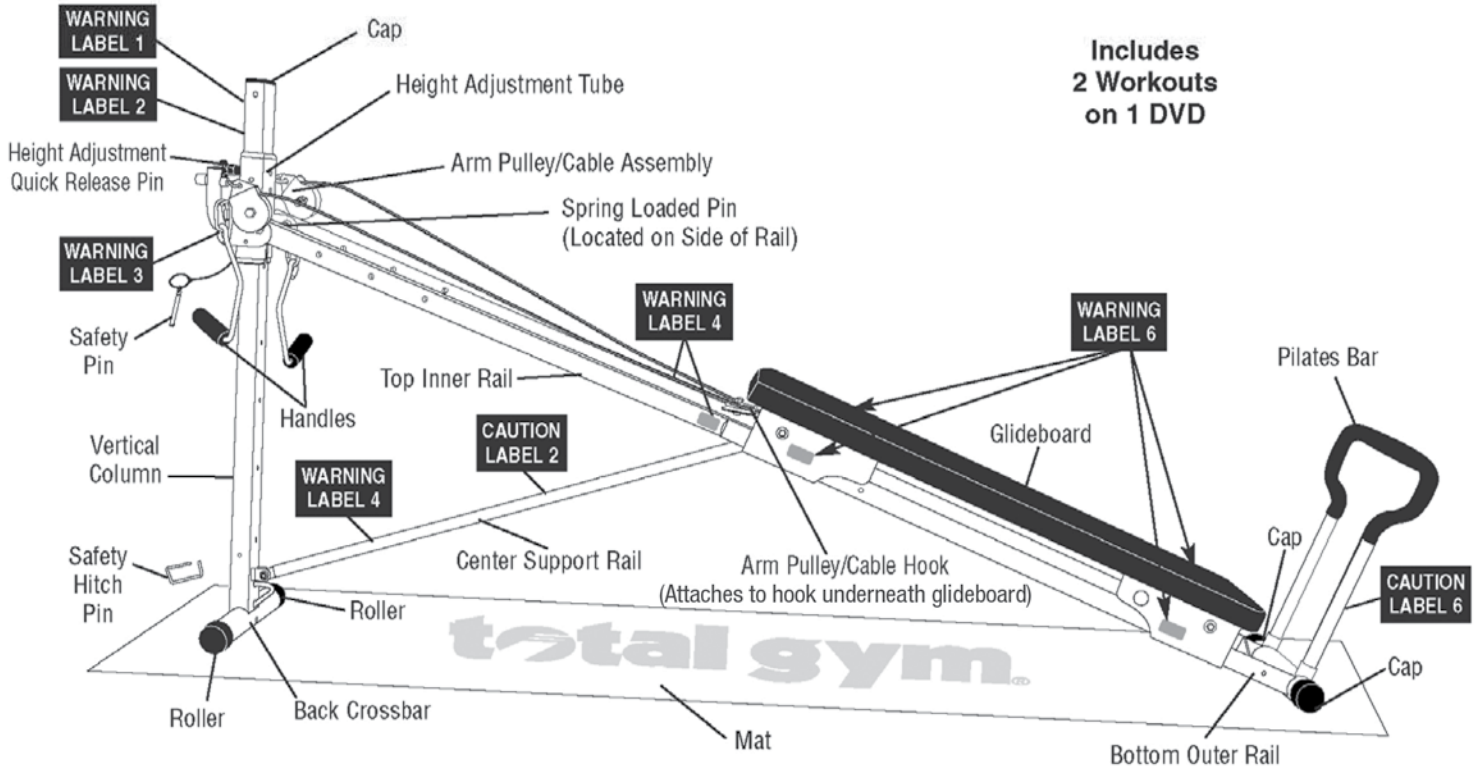 WARNING
LABEL 1
Cap
Includes
2 Workouts
on 1 DVD
WARNING
LABEL 2
Height Adjustment Tube
Height Adjustment
Quick Release Pin
Arm Pulley/Cable Assembly
Spring Loaded Pin
(Located on Side of Rail)
WARNING
LABEL 3
Safety
Pin
WARNING
LABEL 4
WARNING
LABEL 6
Pilates Bar
Top Inner Rail
Handles
Glideboard
CAUTION
LABEL 2
Vertical
Column
WARNING
LABEL 4
Center Support Rail
Safety
Hitch
Pin
Arm Pulley/Cable Hook
(Attaches to hook underneath glideboard)
Cap
CAUTION
LABEL 6
Roller
total gym®
Roller
Back Crossbar
Mat
Cap
Bottom Outer Rail